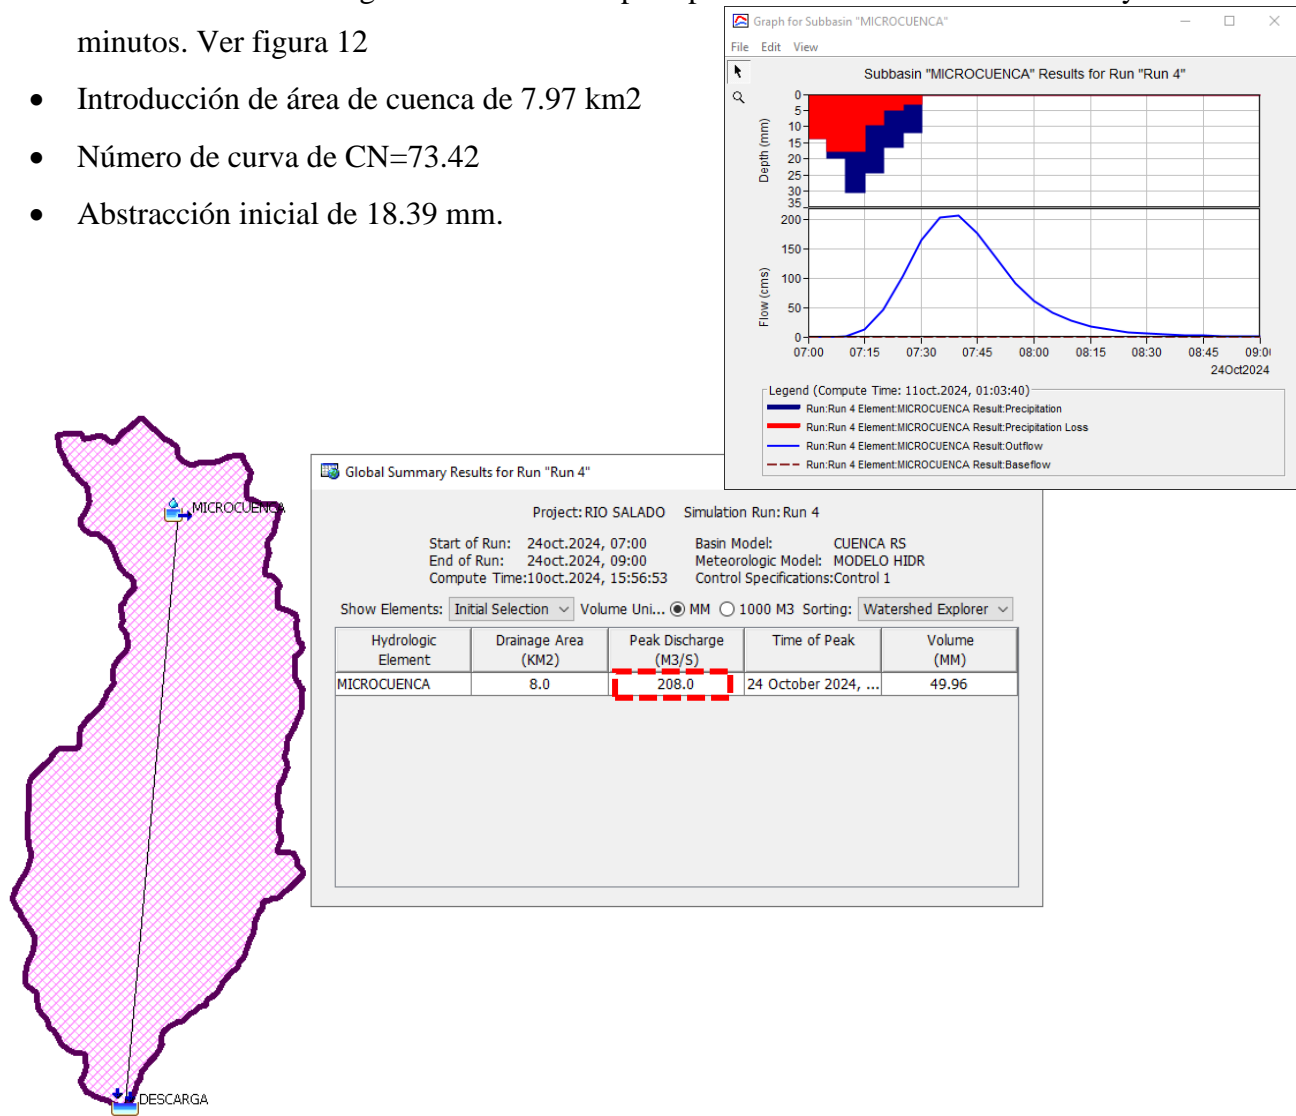 minutos. Ver figura 12
• Introducción de área de cuenca de 7.97 km2
• Número de curva de CN=73.42
• Abstracción inicial de 18.39 mm.
Graph for Subbasin "MICROCUENCA"
File Edit View
Subbasin "MICROCUENCA" Results for Run "Run 4"
Depth (mm)
0
5
10
15
20
25
30
35
Flow (cms)
200
150
100
50
0
07:00 07:15 07:30 07:45 08:00 08:15 08:30 08:45 09:0
24Oct2024
Legend (Compute Time: 11oct.2024, 01:03:40)
Run:Run 4 Element:MICROCUENCA Result:Precipitation
Run:Run 4 Element:MICROCUENCA Result:Precipitation Loss
Run:Run 4 Element:MICROCUENCA Result:Outflow
Run:Run 4 Element:MICROCUENCA Result:Baseflow
MICROCUENCA
DESCARGA
Global Summary Results for Run "Run 4"
Project: RIO SALADO Simulation Run: Run 4
Start of Run: 24oct.2024, 07:00 Basin Model: CUENCA RS
End of Run: 24oct.2024, 09:00 Meteorologic Model: MODELO HIDR
Compute Time:10oct.2024, 15:56:53 Control Specifications:Control 1
Show Elements: Initial Selection Volume Uni... MM 1000 M3 Sorting: Watershed Explorer
Hydrologic Element Drainage Area (KM2) Peak Discharge (M3/S) Time of Peak Volume (MM)
MICROCUENCA 8.0 208.0 24 October 2024, ... 49.96